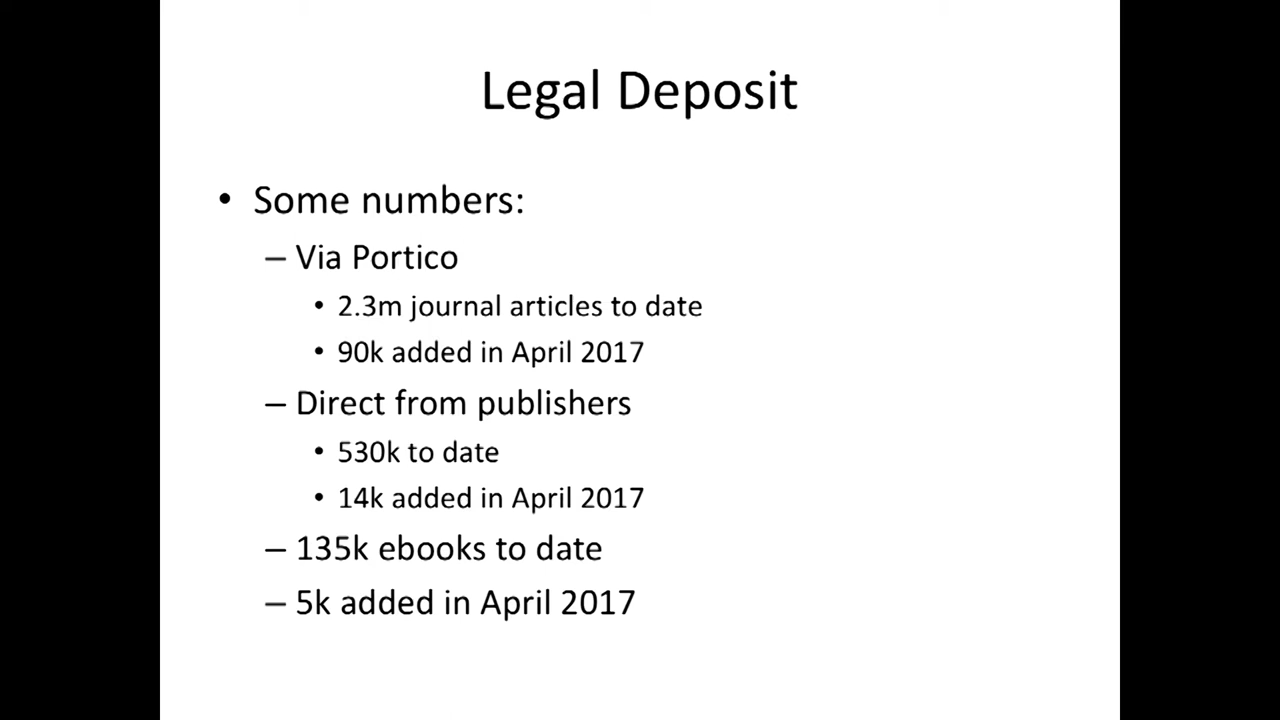 Legal Deposit
• Some numbers:
– Via Portico
• 2.3m journal articles to date
• 90k added in April 2017
– Direct from publishers
• 530k to date
• 14k added in April 2017
– 135k ebooks to date
– 5k added in April 2017